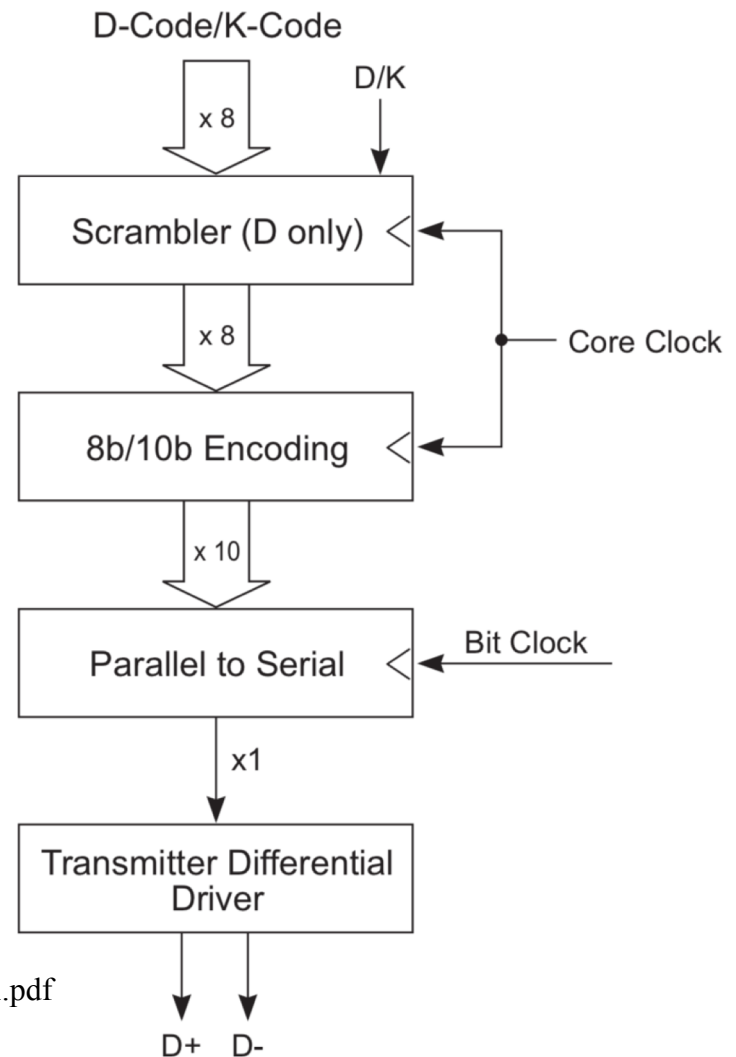 D-Code/K-Code
D/K
x 8
Scrambler (D only)
x 8
Core Clock
8b/10b Encoding
x 10
Bit Clock
Parallel to Serial
x1
Transmitter Differential
Driver
.pdf
D+ D-